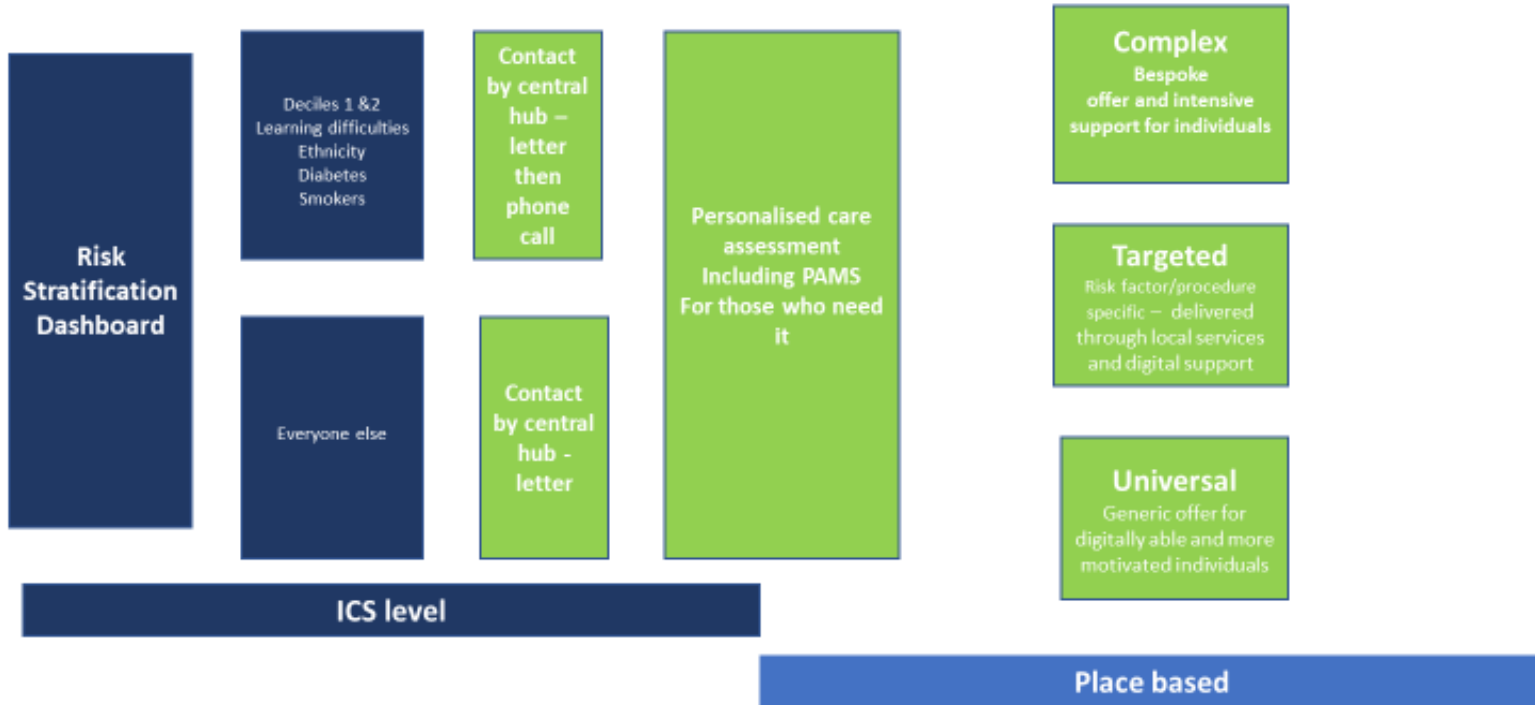 Risk
Stratification
Dashboard
Deciles 1 &2
Learning difficulties
Ethnicity
Diabetes
Smokers
Everyone else
Contact
by central
hub –
letter
then
phone
call
Contact
by central
hub -
letter
Personalised care
assessment
Including PAMS
For those who need
it
Complex
Bespoke
offer and intensive
support for individuals
Targeted
Risk factor/procedure
specific – delivered
through local services
and digital support
Universal
Generic offer for
digitally able and more
motivated individuals
ICS level
Place based